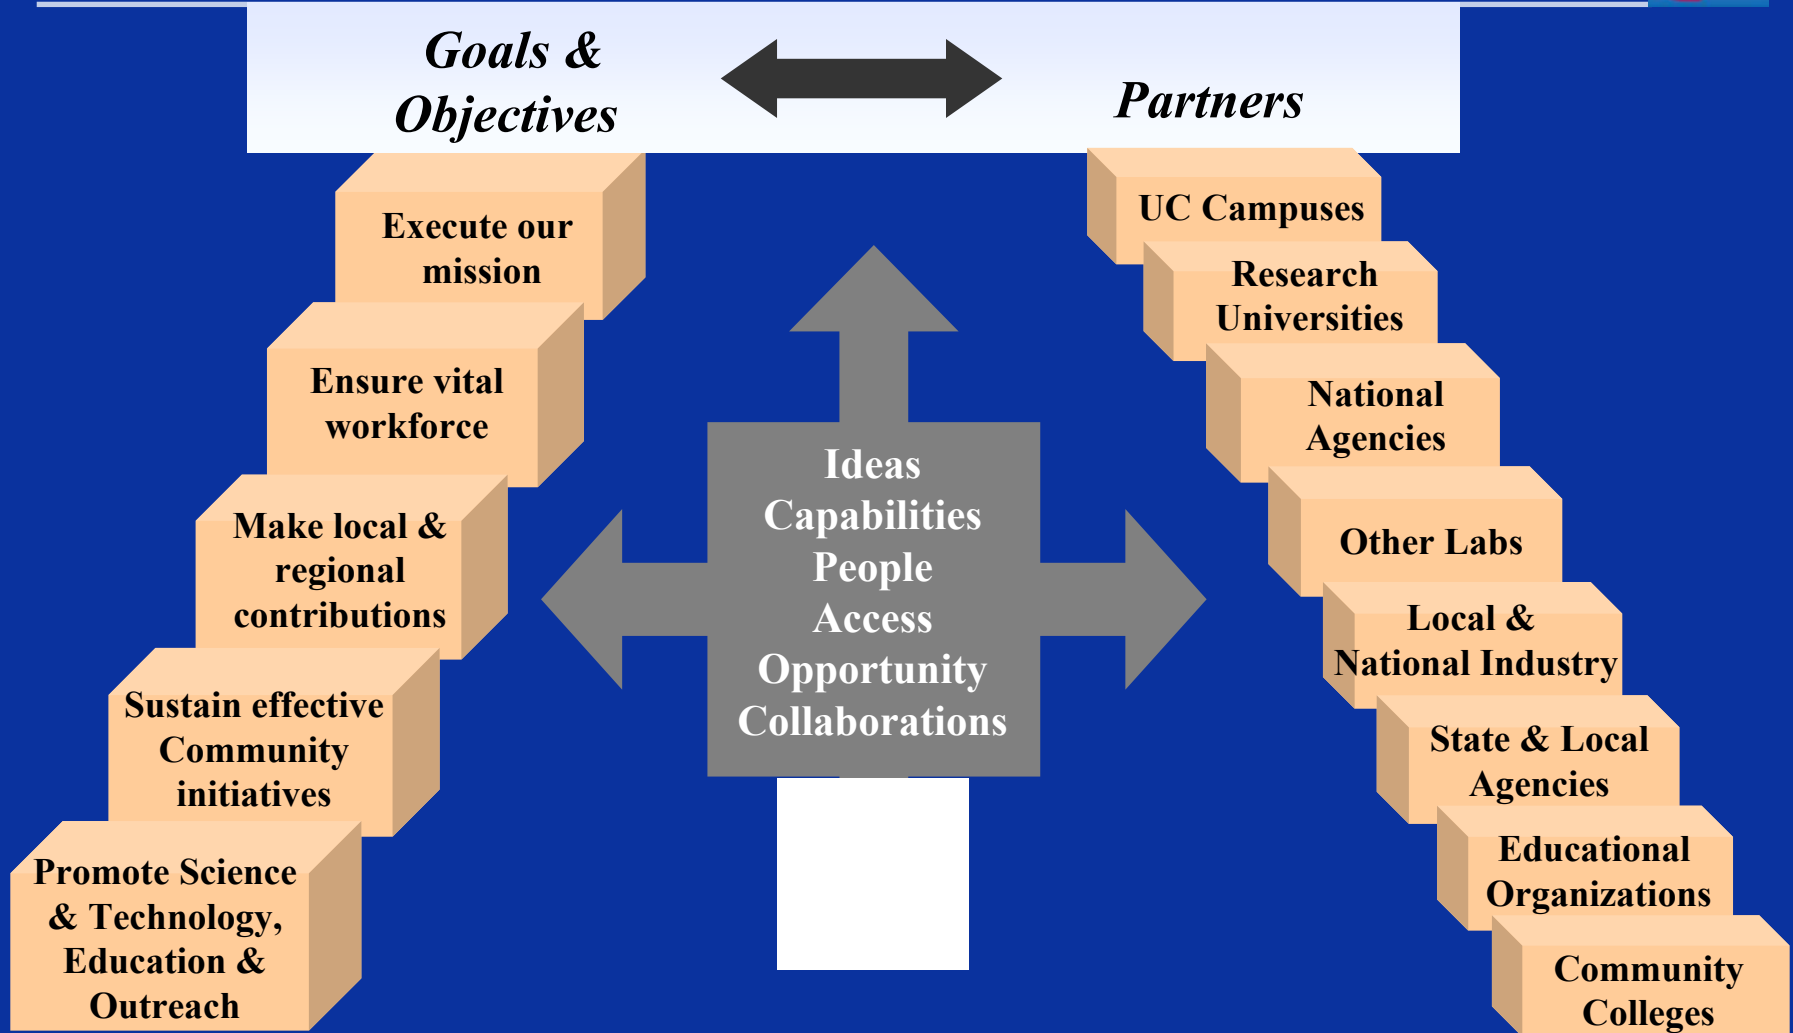 Goals &
Objectives
Partners
Execute our
mission
Ensure vital
workforce
Make local &
regional
contributions
Sustain effective
Community
initiatives
Promote Science
& Technology,
Education &
Outreach
Ideas
Capabilities
People
Access
Opportunity
Collaborations
UC Campuses
Research
Universities
National
Agencies
Other Labs
Local &
National Industry
State & Local
Agencies
Educational
Organizations
Community
Colleges